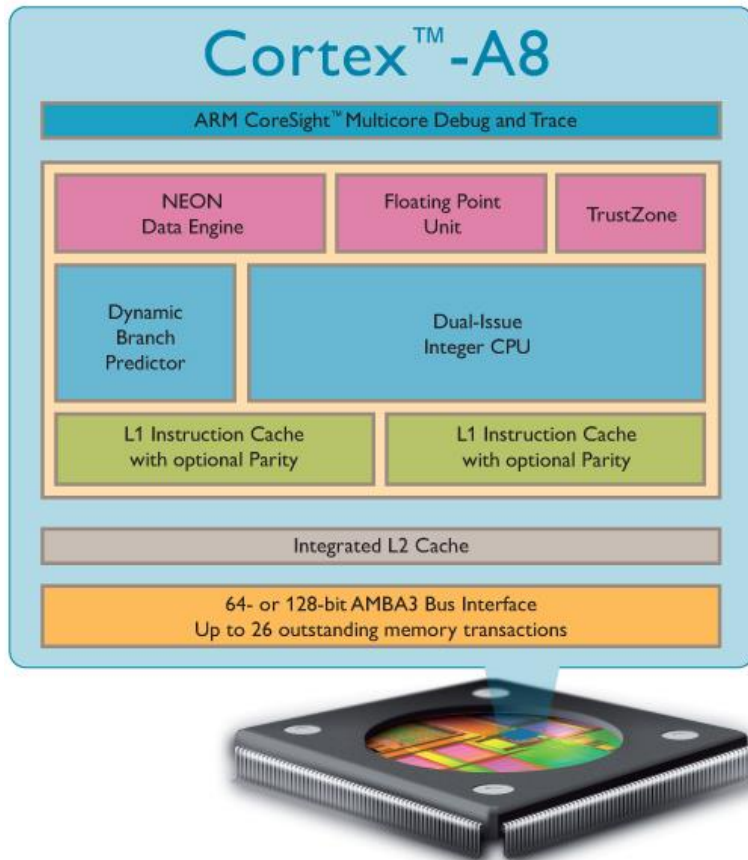 Cortex™-A8
ARM CoreSight™ Multicore Debug and Trace
NEON
Data Engine
Floating Point
Unit
TrustZone
Dynamic
Branch
Predictor
Dual-Issue
Integer CPU
L1 Instruction Cache
with optional Parity
L1 Instruction Cache
with optional Parity
Integrated L2 Cache
64- or 128-bit AMBA3 Bus Interface
Up to 26 outstanding memory transactions